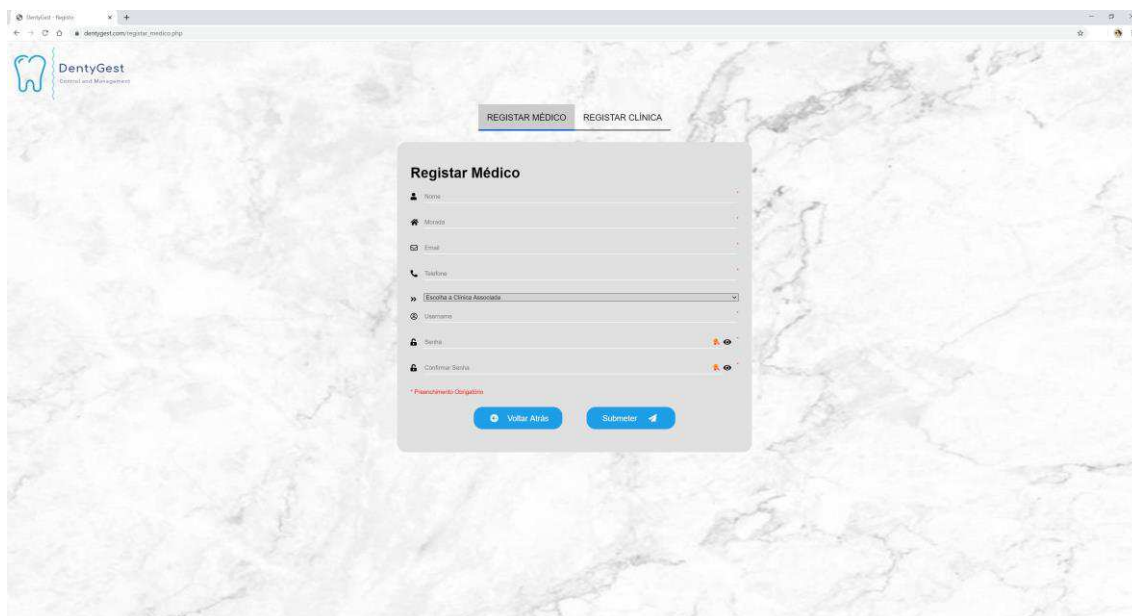 DentyGest - Registo
dentygest.com/registar_medico.php
DentyGest
Control and Management
REGISTAR MÉDICO REGISTAR CLÍNICA
Registar Médico
Nome *
Morada *
Email *
Telefone *
Escolha a Clínica Associada
Username *
Senha *
Confirmar Senha *
* Preenchimento Obrigatório
Voltar Atrás Submeter